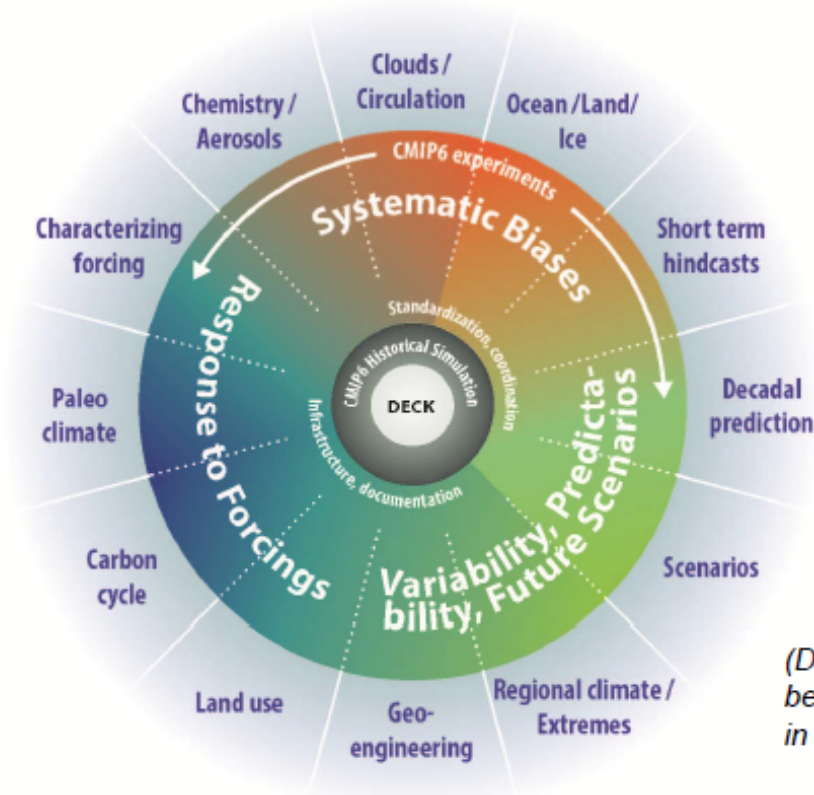 Clouds /
Circulation
Ocean /Land/
Ice
Short term
hindcasts
Decadal
prediction
Scenarios
Regional climate /
Extremes
Geo-
engineering
Land use
Carbon
cycle
Paleo
climate
Characterizing
forcing
Chemistry /
Aerosols
CMIP6 experiments
Systematic Biases
Variability, Predicta-
bility, Future Scenarios
Response to Forcings
Standardization, coordination
Infrastructure, documentation
CMIP6 Historical Simulation
DECK
(D
be
in